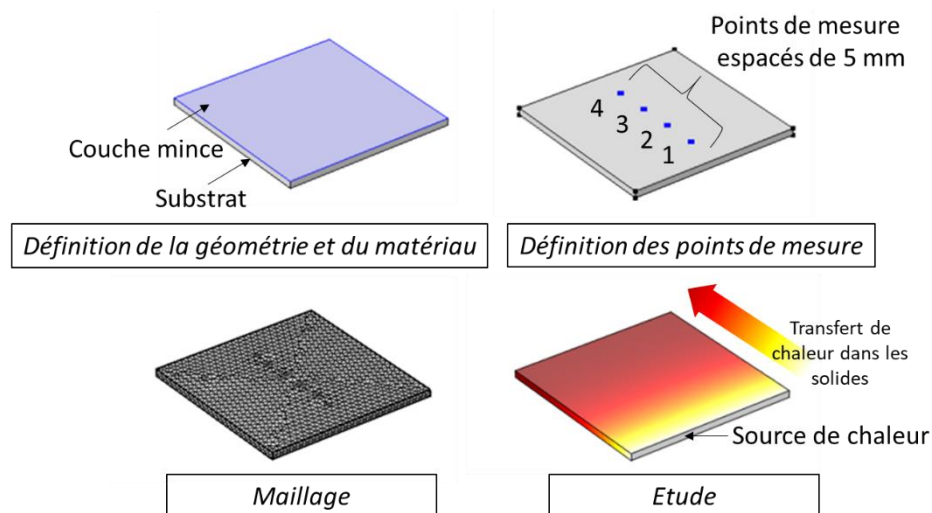 Couche mince
Substrat
Définition de la géométrie et du matériau
Points de mesure
espacés de 5 mm
4
3
2
1
Définition des points de mesure
Maillage
Transfert de
chaleur dans les
solides
Source de chaleur
Etude